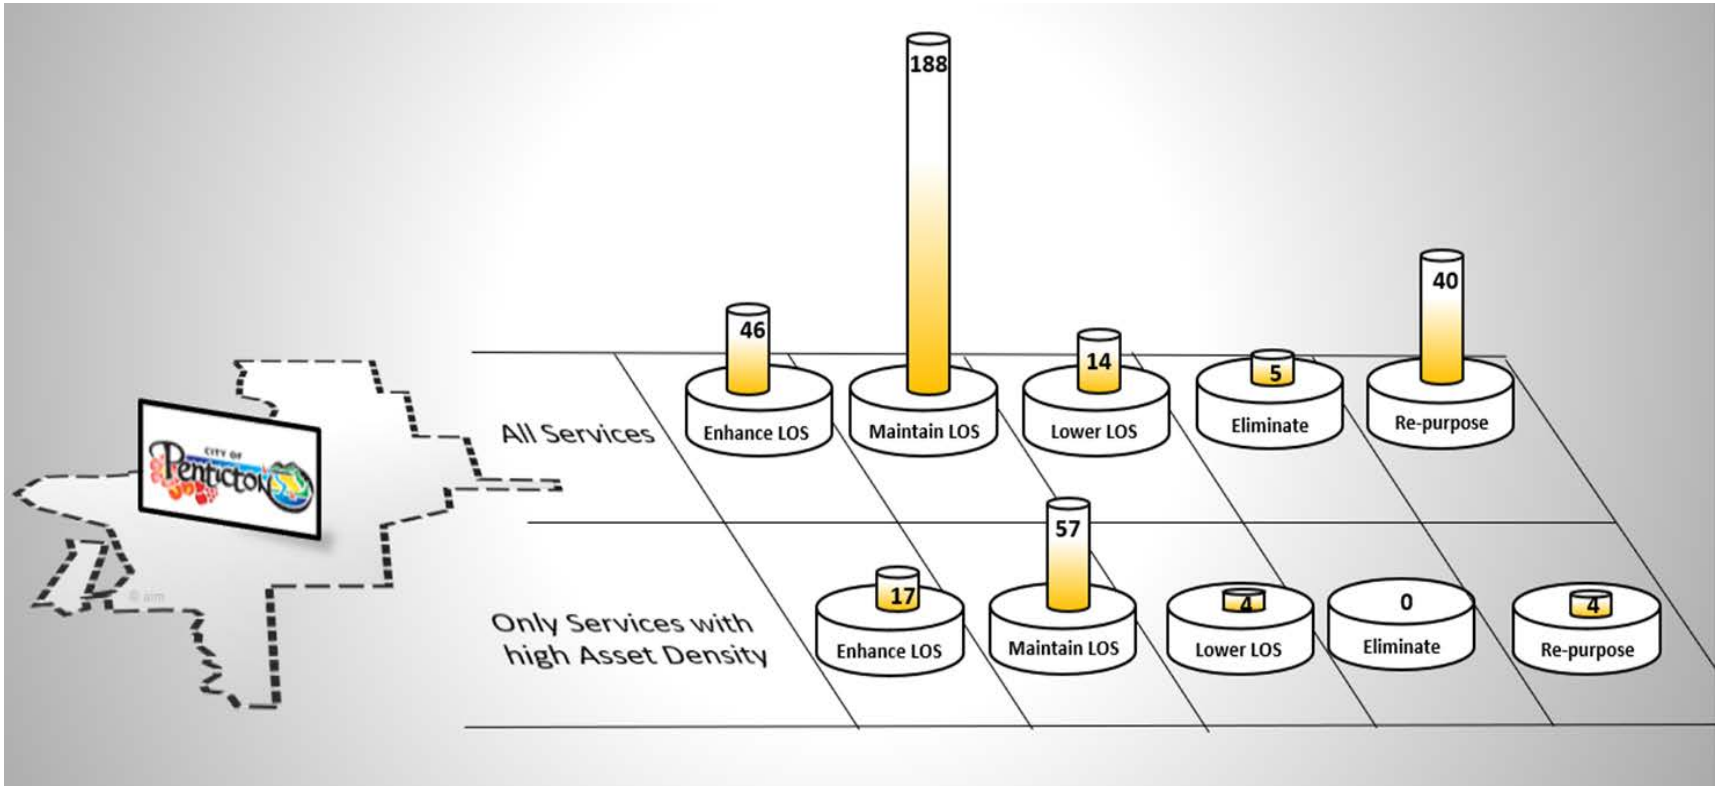 188
40
46
14
5
All Services
Enhance LOS
Maintain LOS
Lower LOS
Eliminate
Re-purpose
CITY OF
Penticton
© aim
57
17
4
0
4
Only Services with
high Asset Density
Enhance LOS
Maintain LOS
Lower LOS
Eliminate
Re-purpose